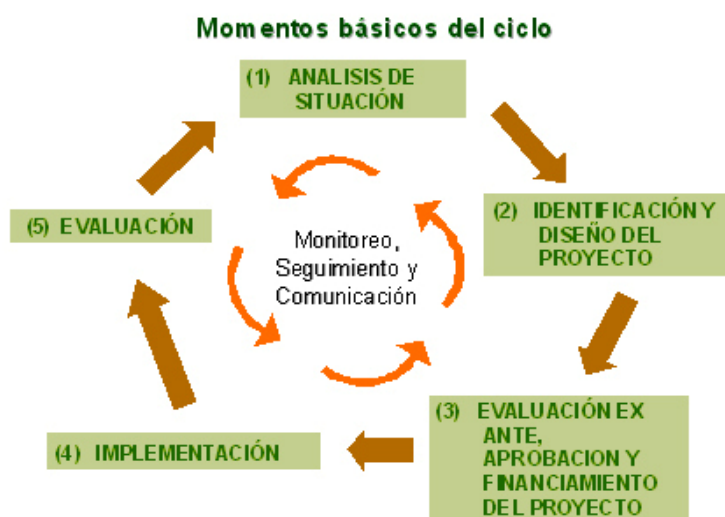 Momentos básicos del ciclo
(1) ANALISIS DE
SITUACIÓN
(2) IDENTIFICACIÓN Y
DISEÑO DEL
PROYECTO
(3) EVALUACIÓN EX
ANTE,
APROBACION Y
FINANCIAMIENTO
DEL PROYECTO
(4) IMPLEMENTACIÓN
(5) EVALUACIÓN
Monitoreo,
Seguimiento y
Comunicación